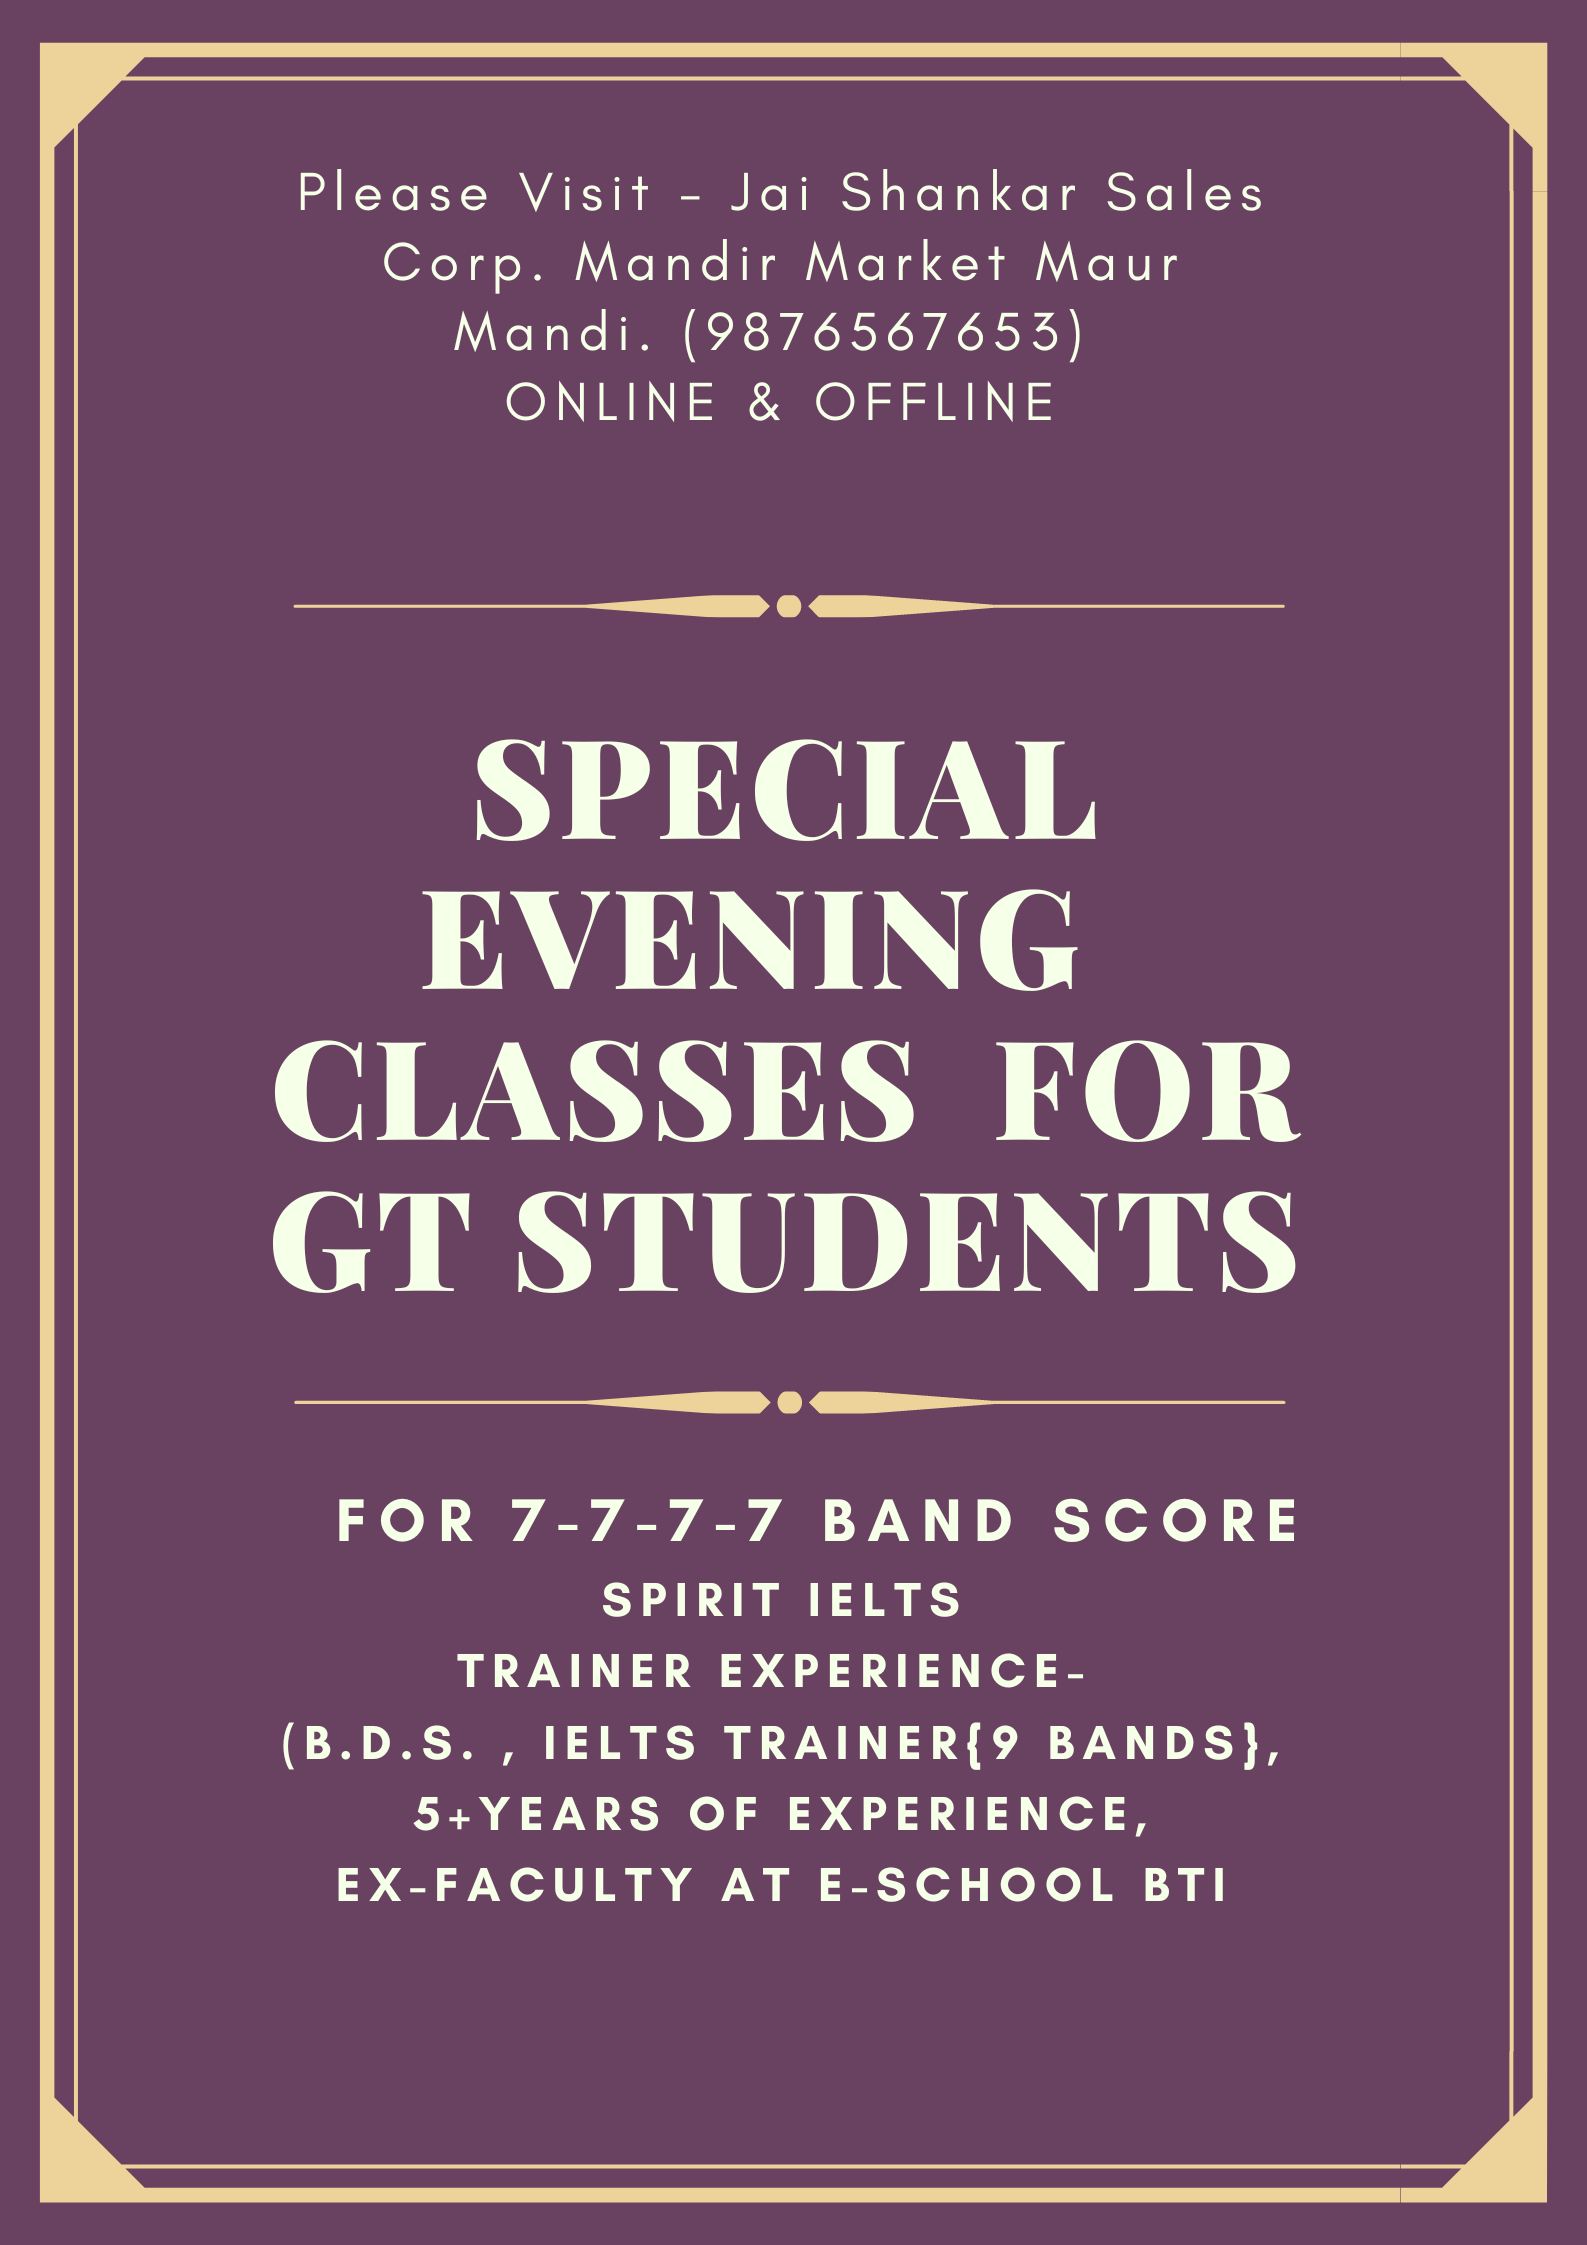 Please Visit - Jai Shankar Sales
Corp. Mandir Market Maur
Mandi. (9876567653)
ONLINE & OFFLINE
SPECIAL
EVENING
CLASSES FOR
GT STUDENTS
FOR 7-7-7-7 BAND SCORE
SPIRIT IELTS
TRAINER EXPERIENCE-
(B.D.S. , IELTS TRAINER{9 BANDS},
5+YEARS OF EXPERIENCE,
EX-FACULTY AT E-SCHOOL BTI